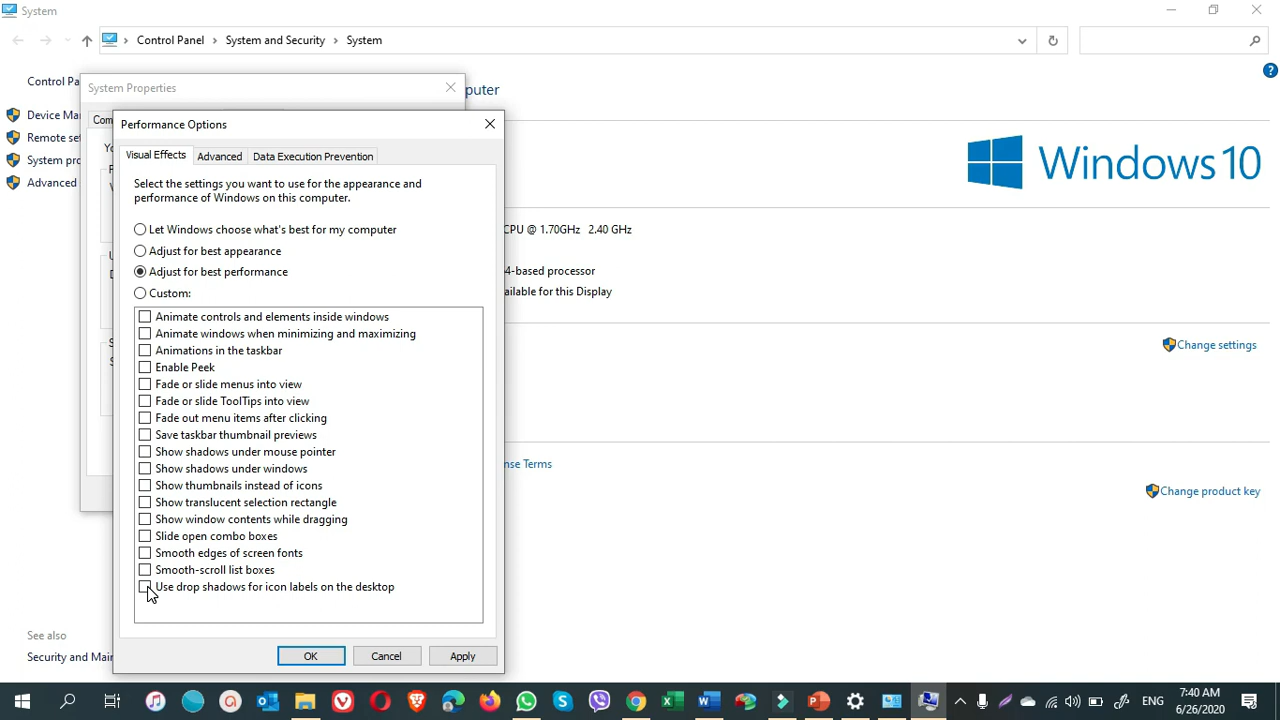 System
Control Panel > System and Security > System
Control Pa
Device Ma
Remote set
System pro
Advanced
System Properties
Com
puter
Performance Options
Visual Effects
Advanced
Data Execution Prevention
Select the settings you want to use for the appearance and
performance of Windows on this computer.
Let Windows choose what's best for my computer
Adjust for best appearance
Adjust for best performance
Custom:
Animate controls and elements inside windows
Animate windows when minimizing and maximizing
Animations in the taskbar
Enable Peek
Fade or slide menus into view
Fade or slide ToolTips into view
Fade out menu items after clicking
Save taskbar thumbnail previews
Show shadows under mouse pointer
Show shadows under windows
Show thumbnails instead of icons
Show translucent selection rectangle
Show window contents while dragging
Slide open combo boxes
Smooth edges of screen fonts
Smooth-scroll list boxes
Use drop shadows for icon labels on the desktop
OK
Cancel
Apply
Windows 10
CPU @ 1.70GHz 2.40 GHz
4-based processor
ailable for this Display
Change settings
nse Terms
Change product key
See also
Security and Mai
ENG
7:40 AM
6/26/2020